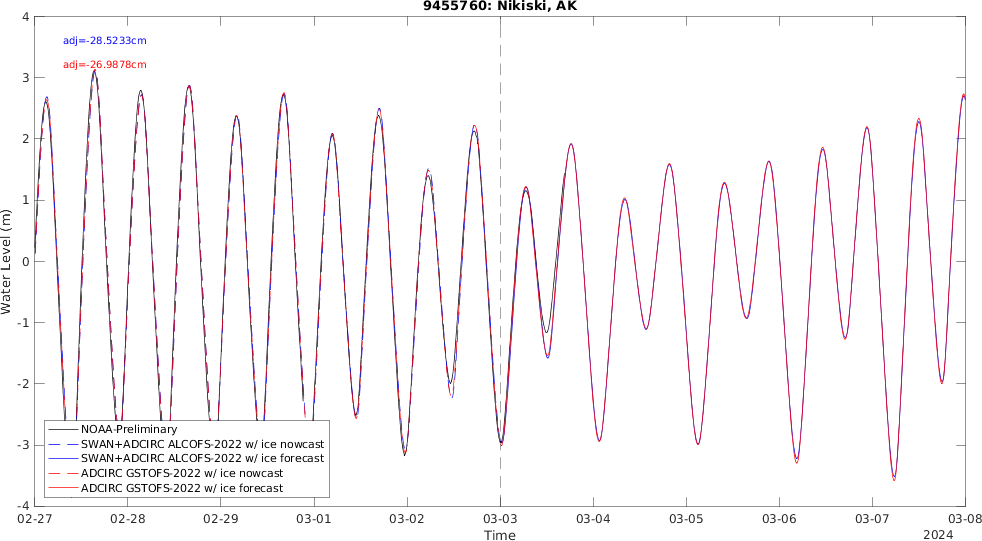 9455760: Nikiski, AK
adj=-28.5233cm
adj=-26.9878cm
Water Level (m)
4
3
2
1
0
-1
-2
-3
-4
NOAA-Preliminary
SWAN+ADCIRC ALCOFS-2022 w/ ice nowcast
SWAN+ADCIRC ALCOFS-2022 w/ ice forecast
ADCIRC GSTOFS-2022 w/ ice nowcast
ADCIRC GSTOFS-2022 w/ ice forecast
02-27 02-28 02-29 03-01 03-02 03-03 03-04 03-05 03-06 03-07 03-08
Time
2024